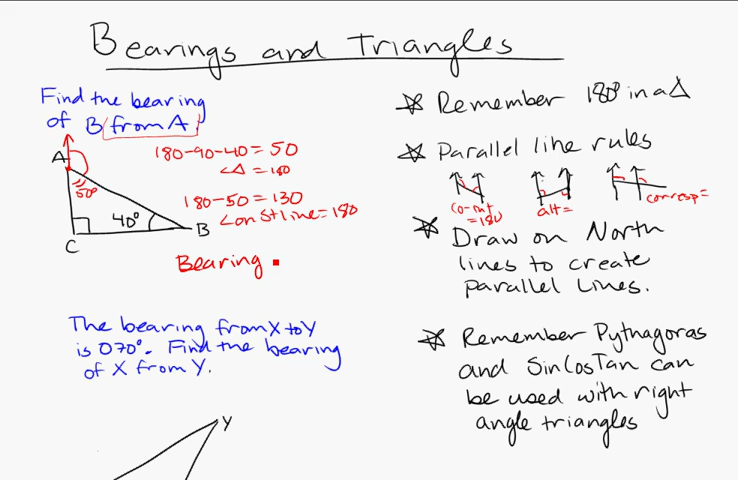 Bearings and Triangles
Find the bearing
of B from A.
A
50°
C
40°
B
180-90-40=50
∠Δ=180
180-50=130
∠on st line=180
Bearing
The bearing from X to Y
is 070°. Find the bearing
of X from Y.
Y
Remember 180° in a Δ
Parallel line rules
co-int
=180
alt=
corresp=
Draw on North
lines to create
parallel Lines.
Remember Pythagoras
and SinCosTan can
be used with right
angle triangles